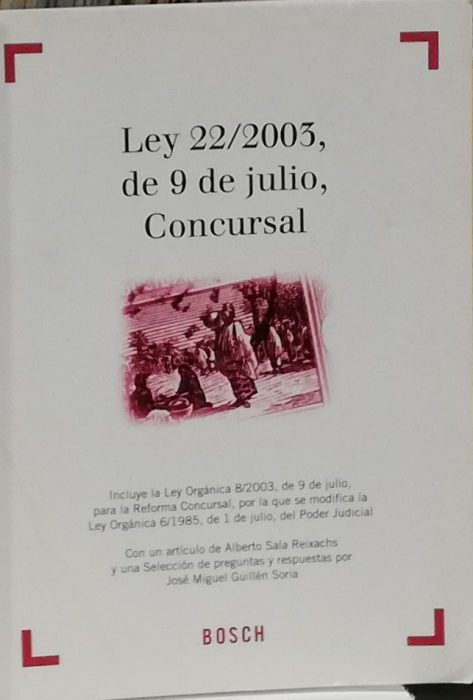 Ley 22/2003,
de 9 de julio,
Concursal
Incluye la Ley Orgánica 8/2003, de 9 de julio,
para la Reforma Concursal, por la que se modifica la
Ley Orgánica 6/1985, de 1 de julio, del Poder Judicial
Con un artículo de Alberto Sala Reixachs
y una Selección de preguntas y respuestas por
José Miguel Guillén Soria
BOSCH